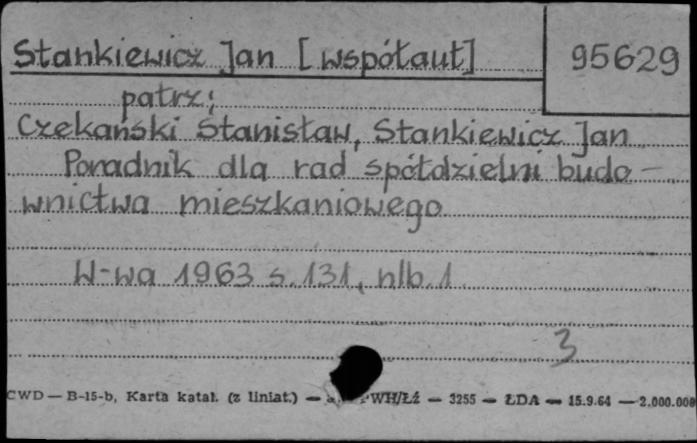 Stankiewicz Jan [współaut] 95629
patrz:
Czekański Stanisław, Stankiewicz Jan
Poradnik dla rad spółdzielni budo-
wnictwa mieszkaniowego
W-wa 1963 s. 131, nlb. 1
3
CWD — B-15-b, Karta katal. (z liniat.) — PWH/Łź — 3255 — ŁDA — 15.9.64 — 2.000.000